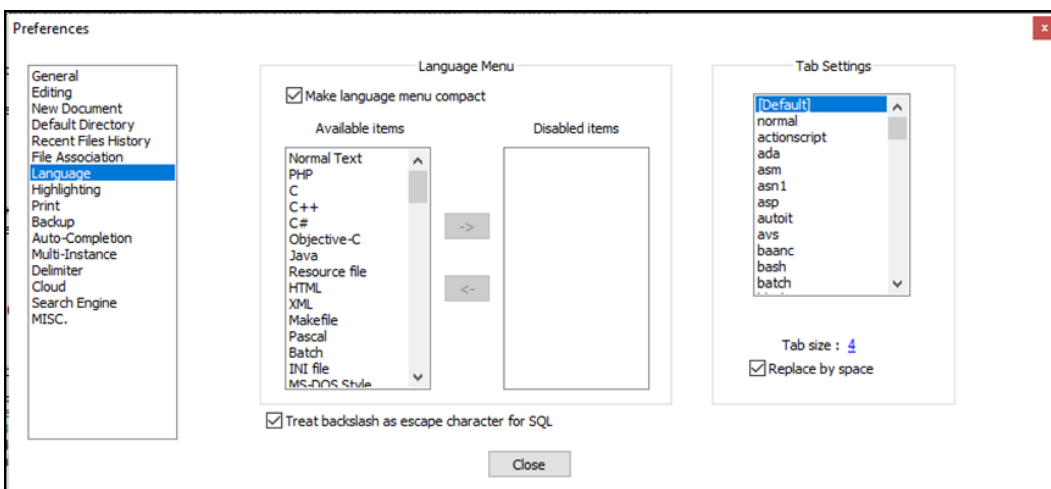 Preferences
x
General
Editing
New Document
Default Directory
Recent Files History
File Association
Language
Highlighting
Print
Backup
Auto-Completion
Multi-Instance
Delimiter
Cloud
Search Engine
MISC.
Language Menu
Make language menu compact
Available items
Disabled items
Normal Text
PHP
C
C++
C#
Objective-C
Java
Resource file
HTML
XML
Makefile
Pascal
Batch
INI file
MS-DOS Style
->
<-
Treat backslash as escape character for SQL
Tab Settings
[Default]
normal
actionscript
ada
asm
asn1
asp
autoit
avs
baanc
bash
batch
Tab size : 4
Replace by space
Close